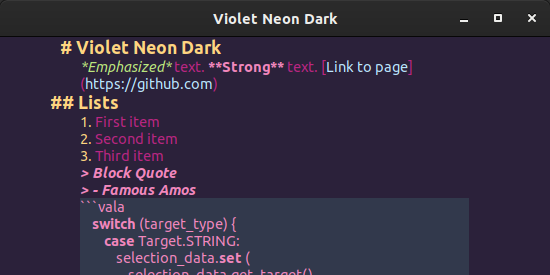 Violet Neon Dark
# Violet Neon Dark
*Emphasized* text. **Strong** text. [Link to page]
(https://github.com)
## Lists
1. First item
2. Second item
3. Third item
> Block Quote
> - Famous Amos
```vala
switch (target_type) {
case Target.STRING:
selection_data.set (
selection_data.get_target()